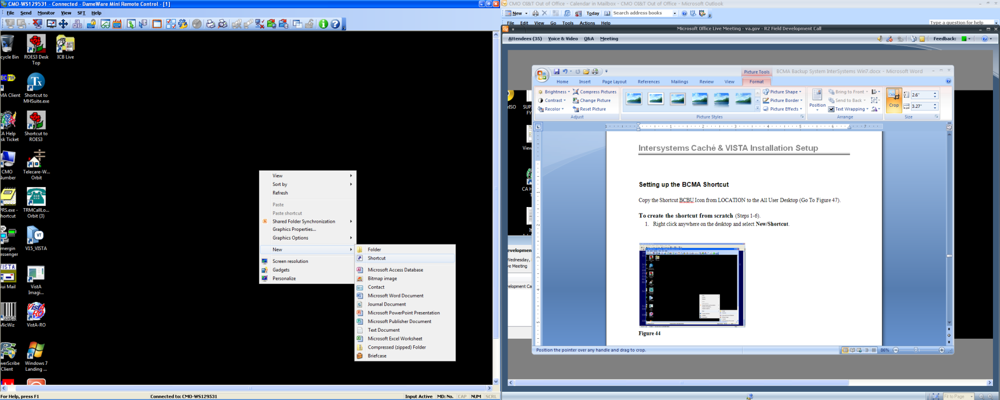 CMO-WS129531 - Connected - DameWare Mini Remote Control - [1]
File Send Monitor View SFT Help
cycle Bin
ROES3 Desk Top
ICB Live
MA Client
Shortcut to MHSuite.exe
CA Help
sk Ticket
Shortcut to ROES3
CMO
Number
Telecare-W... Orbit
PRS.exe -
hortcut
TRMCallLo... Orbit (3)
mergin
essenger
V15_VISTA
VISTA
Gui Mail
VistA Imagi...
MicWiz
VistA-RO
werScribe
Client
Windows 7 Landing ...
View
Sort by
Refresh
Paste
Paste shortcut
Shared Folder Synchronization
Graphics Properties...
Graphics Options
New
Screen resolution
Gadgets
Personalize
Folder
Shortcut
Microsoft Access Database
Bitmap image
Contact
Microsoft Word Document
Journal Document
Microsoft PowerPoint Presentation
Microsoft Publisher Document
Text Document
Microsoft Excel Worksheet
Compressed (zipped) Folder
Briefcase
For Help, press F1
Connected to: CMO-WS129531
Input Active MD: No. CAP NUM SCRL
CMO OI&T Out of Office - Calendar in Mailbox - CMO OI&T Out of Office - Microsoft Outlook
New Today Search address books
File Edit View Go Tools Actions Help
Type a question for help
Microsoft Office Live Meeting - va.gov - R2 Field Development Call
Attendees (35) Voice & Video Q&A Meeting
Feedback:
BCMA Backup System InterSystems Win7.docx - Microsoft Word
Picture Tools
Home Insert Page Layout References Mailings Review View Format
Brightness Compress Pictures
Contrast Change Picture
Recolor Reset Picture
Adjust
Picture Styles
Picture Shape
Picture Border
Picture Effects
Position
Bring to Front
Send to Back
Text Wrapping
Arrange
Crop
2.6"
3.27"
Size
Intersystems Caché & VISTA Installation Setup
Setting up the BCMA Shortcut
Copy the Shortcut BCBU Icon from LOCATION to the All User Desktop (Go To Figure 47).
To create the shortcut from scratch (Steps 1-6).
1. Right click anywhere on the desktop and select New/Shortcut.
Figure 44
Position the pointer over any handle and drag to crop.
86%
SUP
FY
View
CA H
evelopment
Wednesday,
ve Meeting
velopment Ca
Fit to Page